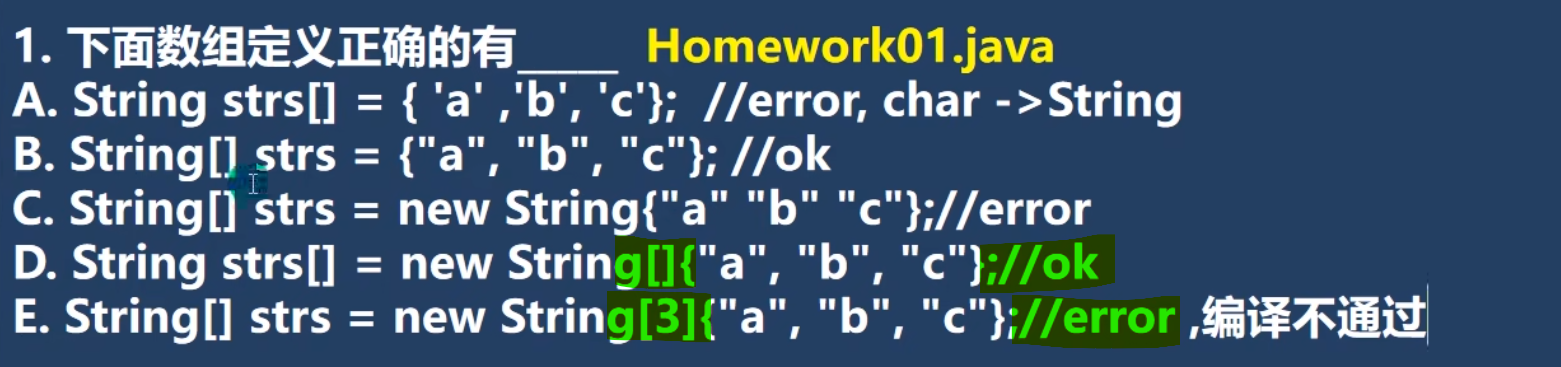 1. 下面数组定义正确的有_____ Homework01.java
A. String strs[] = { 'a' ,'b', 'c'};  //error, char ->String
B. String[] strs = {"a", "b", "c"}; //ok
C. String[] strs = new String{"a" "b" "c"};//error
D. String strs[] = new String[]{"a", "b", "c"};//ok
E. String[] strs = new String[3]{"a", "b", "c"};//error ,编译不通过